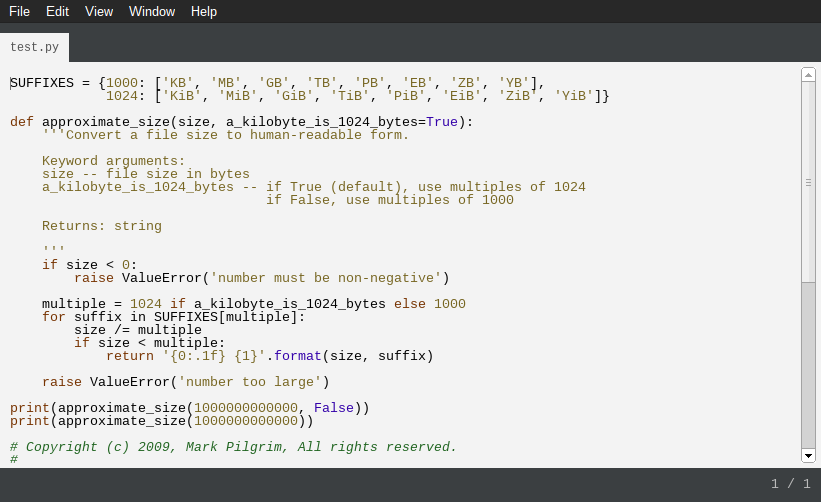 File Edit View Window Help
test.py
SUFFIXES = {1000: ['KB', 'MB', 'GB', 'TB', 'PB', 'EB', 'ZB', 'YB'],
            1024: ['KiB', 'MiB', 'GiB', 'TiB', 'PiB', 'EiB', 'ZiB', 'YiB']}
def approximate_size(size, a_kilobyte_is_1024_bytes=True):
    '''Convert a file size to human-readable form.
    Keyword arguments:
    size -- file size in bytes
    a_kilobyte_is_1024_bytes -- if True (default), use multiples of 1024
                                if False, use multiples of 1000
    Returns: string
    '''
    if size < 0:
        raise ValueError('number must be non-negative')
    multiple = 1024 if a_kilobyte_is_1024_bytes else 1000
    for suffix in SUFFIXES[multiple]:
        size /= multiple
        if size < multiple:
            return '{0:.1f} {1}'.format(size, suffix)
    raise ValueError('number too large')
print(approximate_size(1000000000000, False))
print(approximate_size(1000000000000))
# Copyright (c) 2009, Mark Pilgrim, All rights reserved.
#
1 / 1